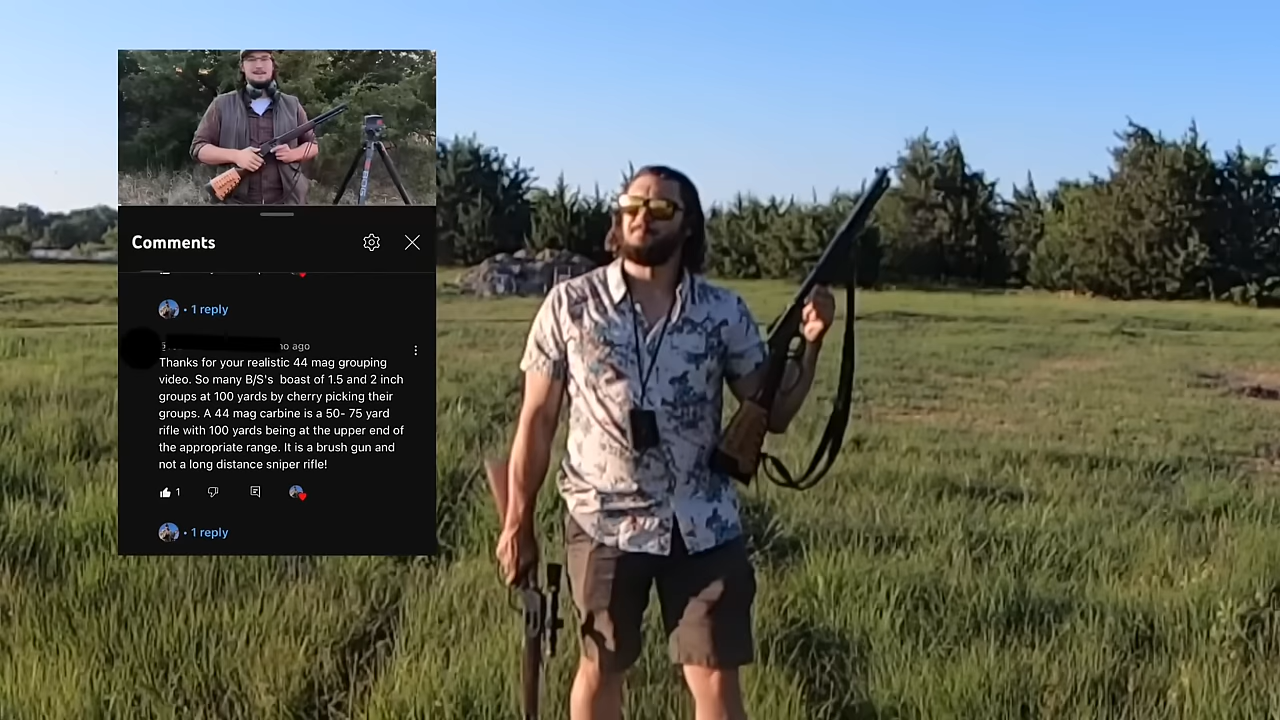 Comments
• 1 reply
mo ago
Thanks for your realistic 44 mag grouping
video. So many B/S's boast of 1.5 and 2 inch
groups at 100 yards by cherry picking their
groups. A 44 mag carbine is a 50- 75 yard
rifle with 100 yards being at the upper end of
the appropriate range. It is a brush gun and
not a long distance sniper rifle!
1
• 1 reply